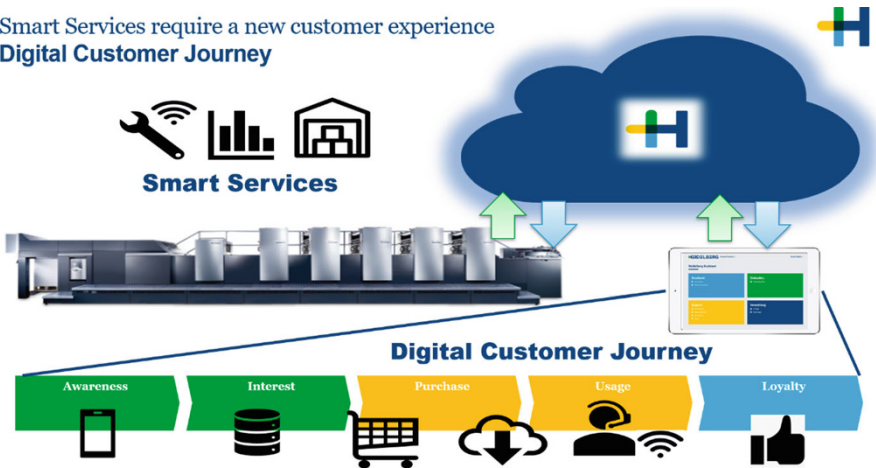 Smart Services require a new customer experience
Digital Customer Journey
H
H
Smart Services
HEIDELBERG
Digital Customer Journey
Awareness
Interest
Purchase
Usage
Loyalty